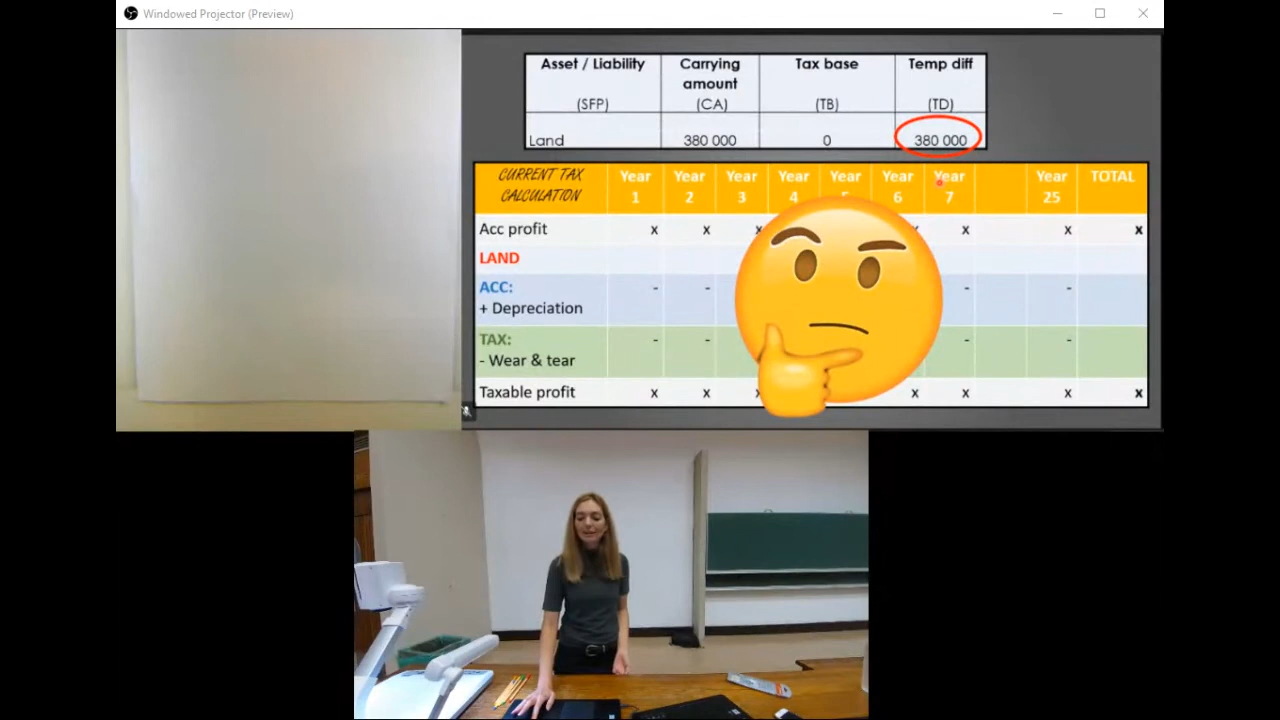 Windowed Projector (Preview)
Asset / Liability Carrying Tax base Temp diff
amount
(SFP) (CA) (TB) (TD)
Land 380 000 0 380 000
CURRENT TAX Year Year Year Year Year Year Year Year TOTAL
CALCULATION 1 2 3 4 6 7 25
Acc profit x x x x x x x
LAND
ACC: - - - -
+ Depreciation
TAX: - - - -
- Wear & tear
Taxable profit x x x x x x x